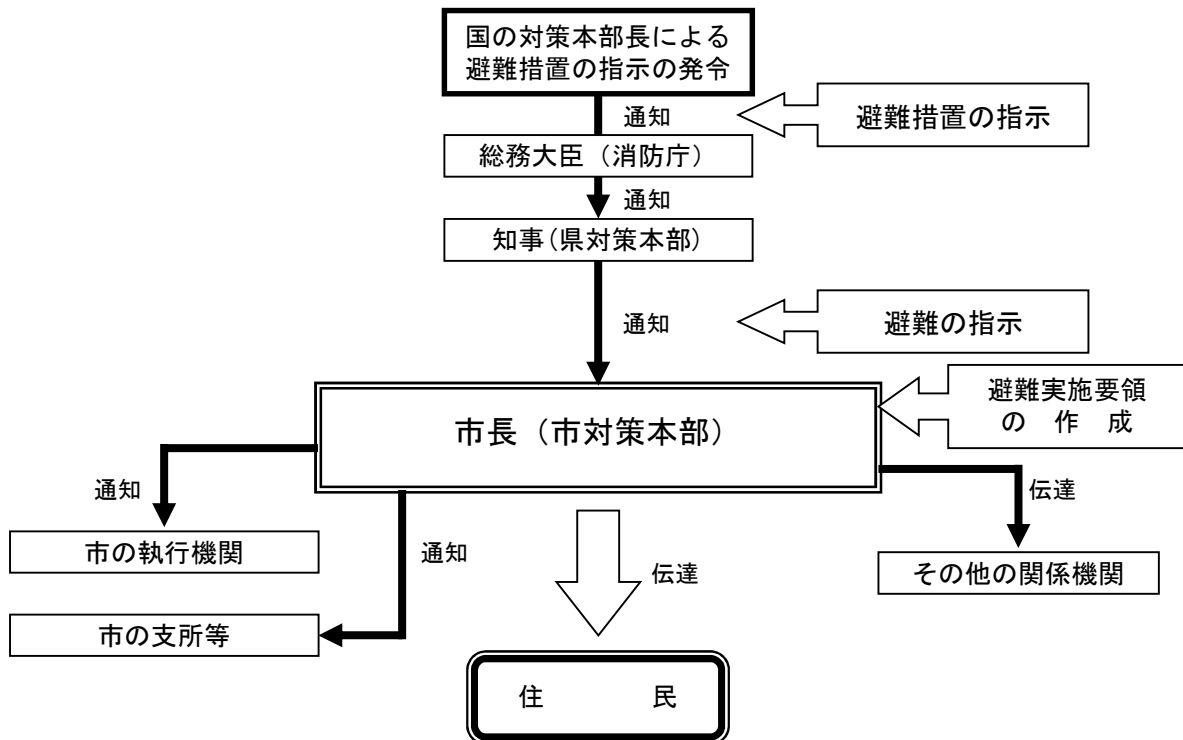 国の対策本部長による
避難措置の指示の発令
通知
避難措置の指示
総務大臣（消防庁）
通知
知事（県対策本部）
通知
避難の指示
避難実施要領
の　作　成
市長（市対策本部）
通知
伝達
市の執行機関
通知
伝達
その他の関係機関
市の支所等
住　　　民